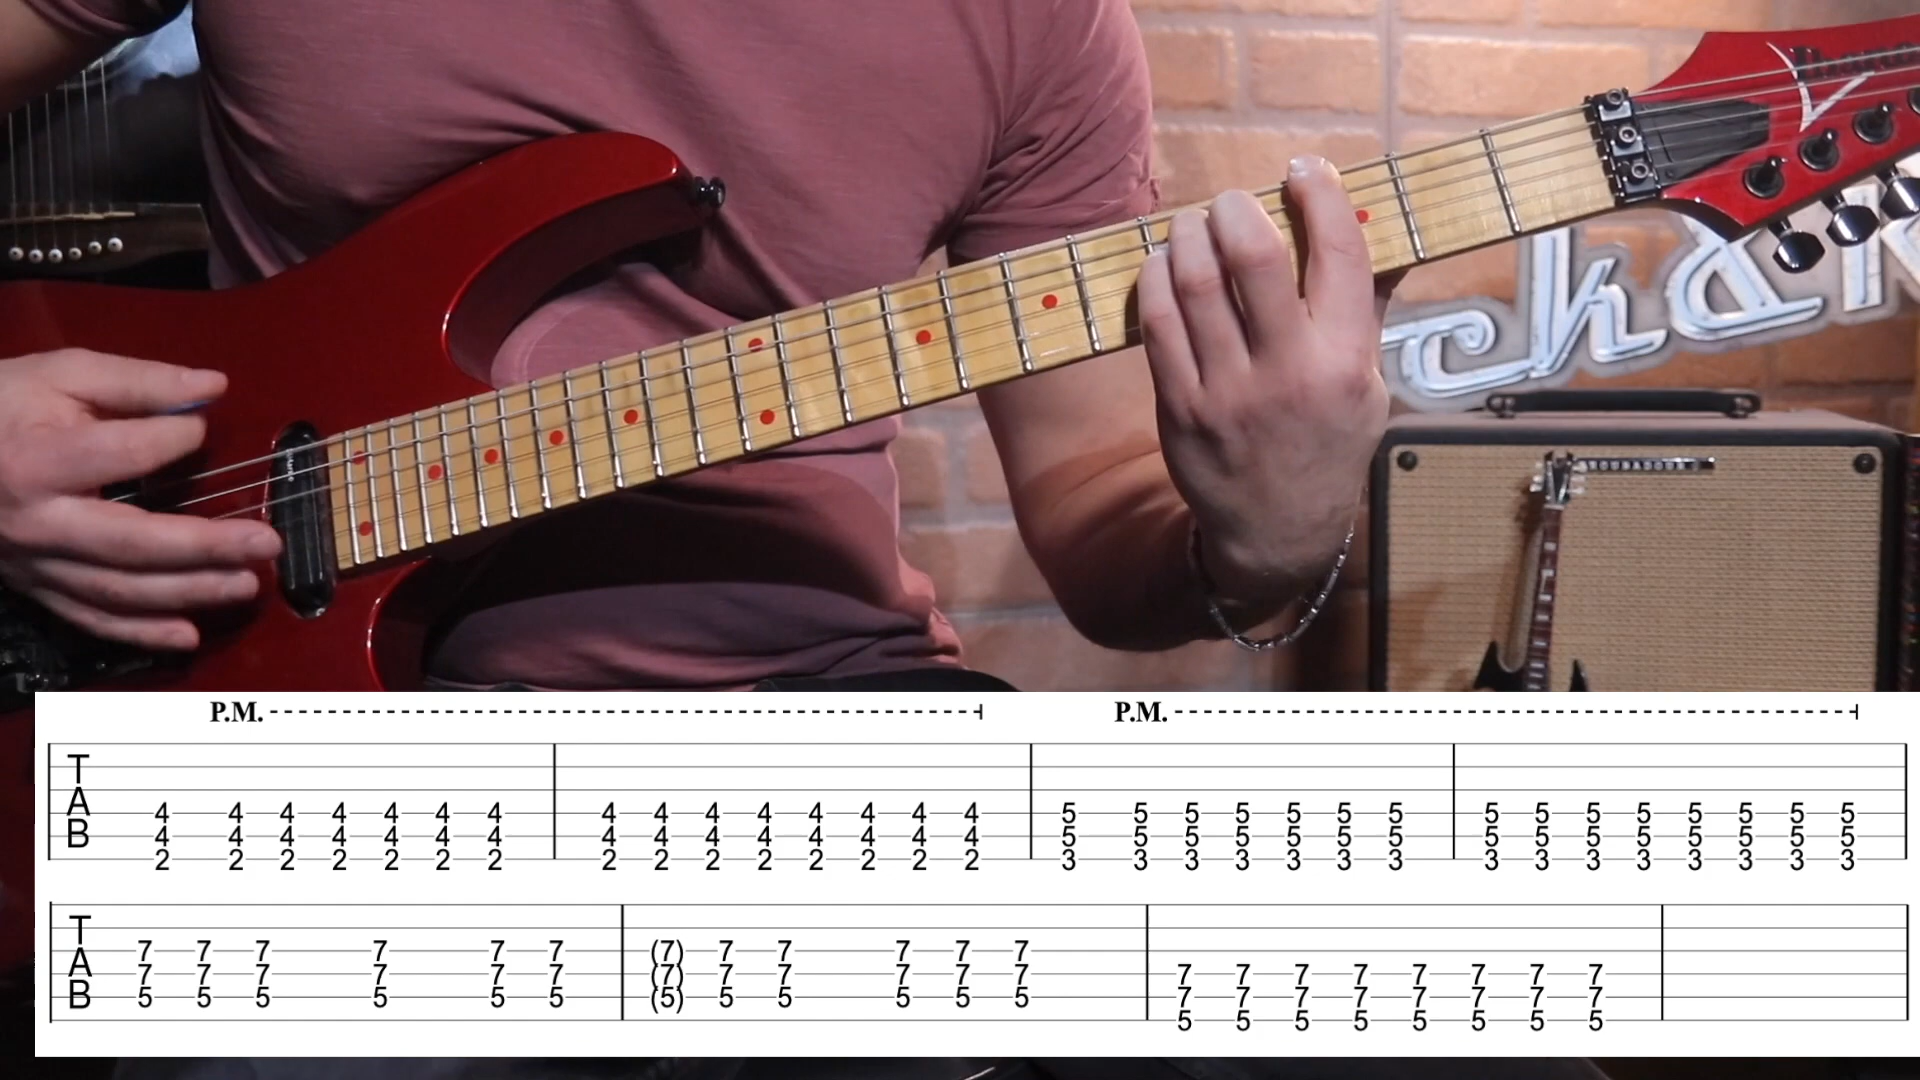 Ibanez
ch&R
TROUBADOUR
P.M. P.M.
T
A 4 4 4 4 4 4 4 4 4 4 4 4 4 4 4 5 5 5 5 5 5 5 5 5 5 5 5 5 5 5
B 4 4 4 4 4 4 4 4 4 4 4 4 4 4 4 5 5 5 5 5 5 5 5 5 5 5 5 5 5 5
2 2 2 2 2 2 2 2 2 2 2 2 2 2 2 3 3 3 3 3 3 3 3 3 3 3 3 3 3 3
T
7 7 7 7 7 7 (7) 7 7 7 7 7
A 7 7 7 7 7 7 (7) 7 7 7 7 7 7 7 7 7 7 7 7 7
B 5 5 5 5 5 5 (5) 5 5 5 5 5 7 7 7 7 7 7 7 7
5 5 5 5 5 5 5 5